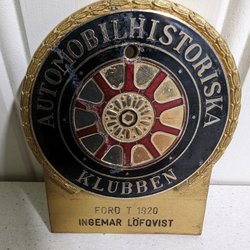 AUTOMOBILHISTORISKA
KLUBBEN
FORD T 1920
INGEMAR LÖFQVIST